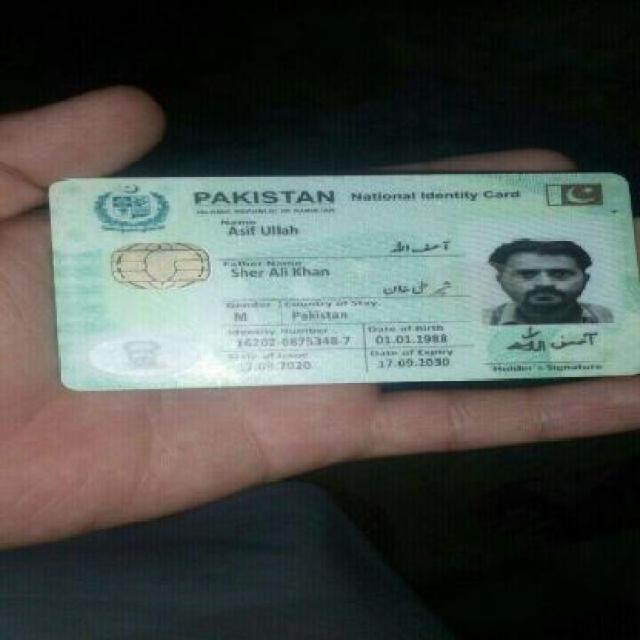 PAKISTAN National Identity Card
ISLAMIC REPUBLIC OF PAKISTAN
Name
Asif Ullah
آصف اللہ
Father Name
Sher Ali Khan
شیر علی خان
Gender Country of Stay
M Pakistan
Identity Number Date of Birth
16202-0875348-7 01.01.1988
Date of Issue Date of Expiry
17.09.2020 17.09.2030
آصف اللہ
Holder's Signature